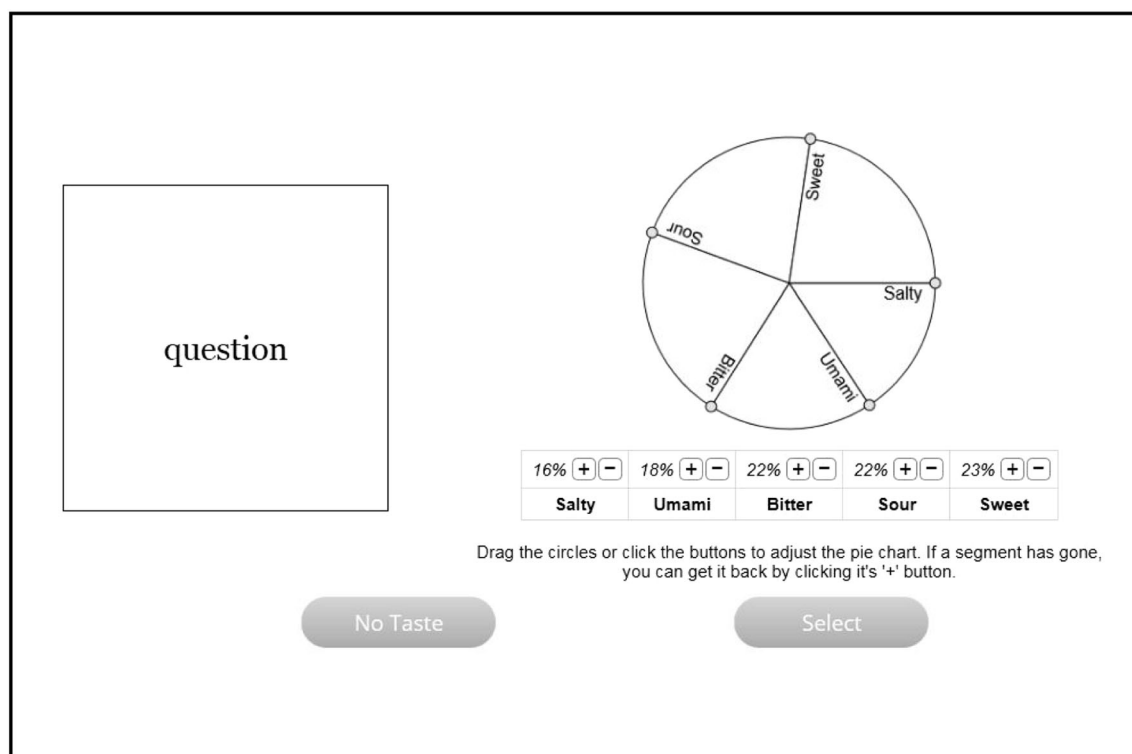 question
Sweet
Sour
Salty
Bitter
Umami
16% + − 18% + − 22% + − 22% + − 23% + −
Salty Umami Bitter Sour Sweet
Drag the circles or click the buttons to adjust the pie chart. If a segment has gone,
you can get it back by clicking it's '+' button.
No Taste Select